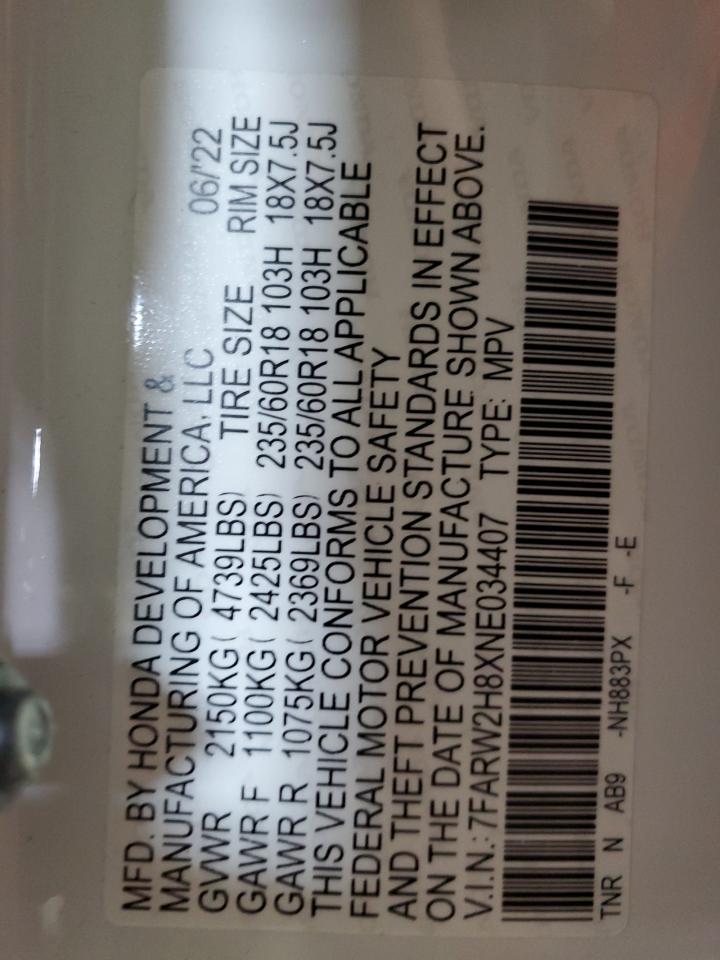 MFD. BY HONDA DEVELOPMENT &
MANUFACTURING OF AMERICA, LLC 06/'22
GVWR 2150KG( 4739LBS) TIRE SIZE RIM SIZE
GAWR F 1100KG( 2425LBS) 235/60R18 103H 18X7.5J
GAWR R 1075KG( 2369LBS) 235/60R18 103H 18X7.5J
THIS VEHICLE CONFORMS TO ALL APPLICABLE
FEDERAL MOTOR VEHICLE SAFETY
AND THEFT PREVENTION STANDARDS IN EFFECT
ON THE DATE OF MANUFACTURE SHOWN ABOVE.
V.I.N.: 7FARW2H8XNE034407 TYPE: MPV
TNR N AB9 -NH883PX -F -E